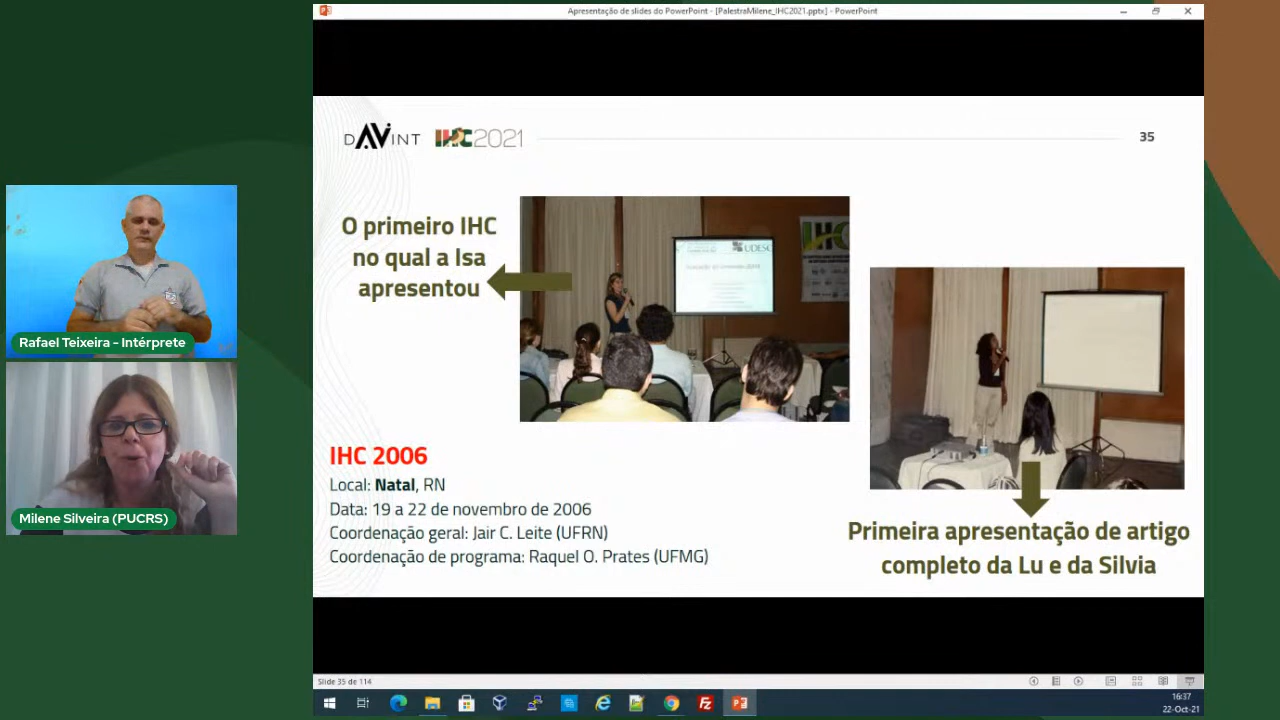 Apresentação de slides do PowerPoint - [PalestraMilene_IHC2021.pptx] - PowerPoint
DAVINT IHC2021
35
O primeiro IHC
no qual a Isa
apresentou
UDESC
IHC
IHC 2006
Local: Natal, RN
Data: 19 a 22 de novembro de 2006
Coordenação geral: Jair C. Leite (UFRN)
Coordenação de programa: Raquel O. Prates (UFMG)
Primeira apresentação de artigo
completo da Lu e da Silvia
Rafael Teixeira - Intérprete
Milene Silveira (PUCRS)
Slide 35 de 114
16:37
22-Oct-21